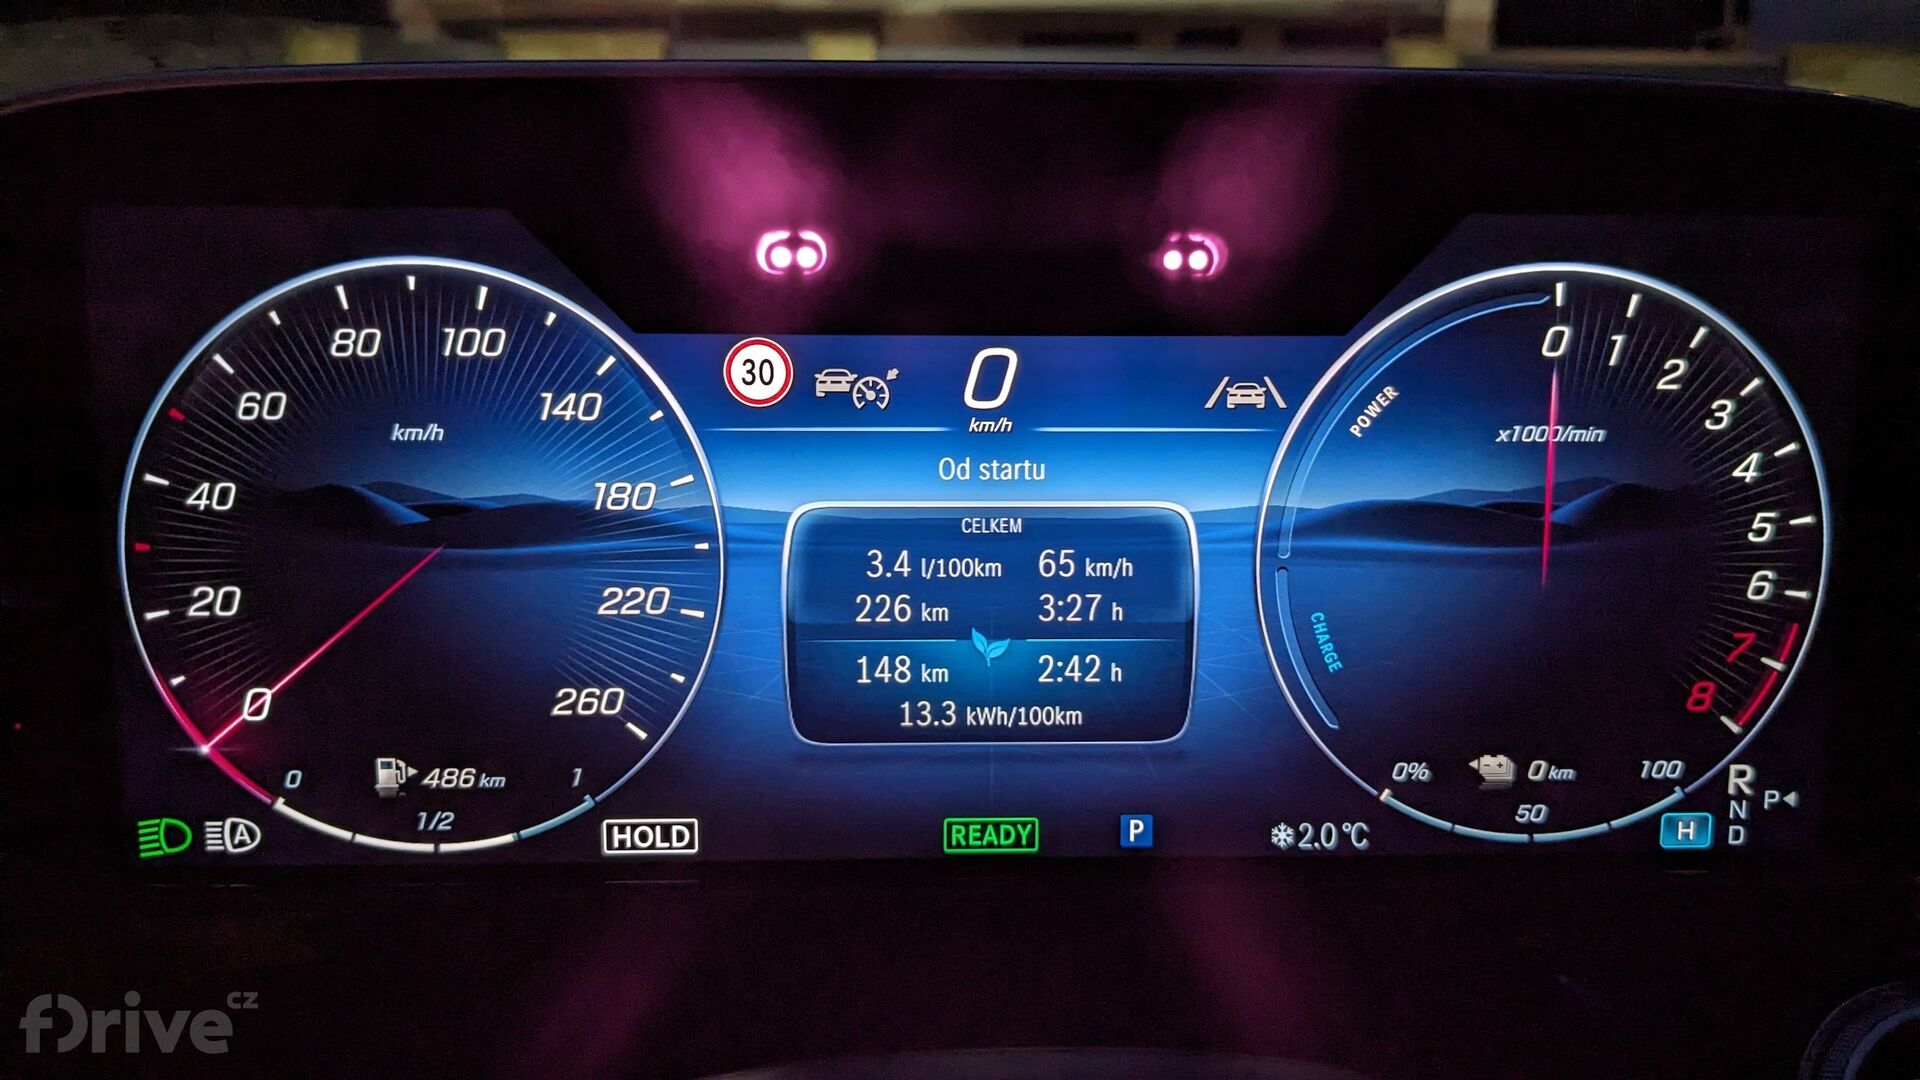 0
20
40
60
80
100
140
180
220
260
km/h
0
1/2
1
486 km
30
0
km/h
Od startu
CELKEM
3.4 l/100km 65 km/h
226 km 3:27 h
148 km 2:42 h
13.3 kWh/100km
A
HOLD
READY
P
2.0°C
POWER
CHARGE
x1000/min
0
1
2
3
4
5
6
7
8
0%
50
100
0 km
H
R
N
D
P
fDrive cz